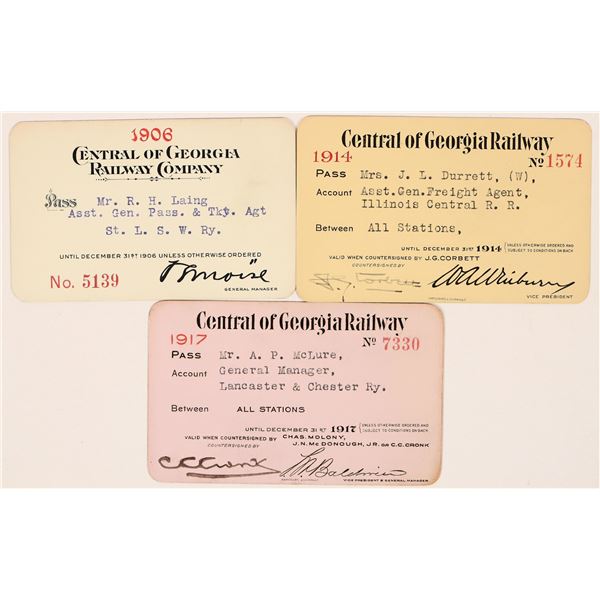 1906
CENTRAL OF GEORGIA
RAILWAY COMPANY
Pass Mr. R. H. Laing
Asst. Gen. Pass. & Tkt. Agt
St. L. S. W. Ry.
UNTIL DECEMBER 31ST 1906 UNLESS OTHERWISE ORDERED
No. 5139
GENERAL MANAGER
Central of Georgia Railway
1914 No 1574
PASS Mrs. J. L. Durrett, (W),
Account Asst.Gen.Freight Agent,
Illinois Central R. R.
Between All Stations,
UNTIL DECEMBER 31ST 1914 UNLESS OTHERWISE ORDERED AND
SUBJECT TO CONDITIONS ON BACK
VALID WHEN COUNTERSIGNED BY J.G. CORBETT
COUNTERSIGNED BY
J.G. Corbett
VICE PRESIDENT
Central of Georgia Railway
1917 No 7330
PASS Mr. A. P. McLure,
Account General Manager,
Lancaster & Chester Ry.
Between ALL STATIONS
UNTIL DECEMBER 31ST 1917 UNLESS OTHERWISE ORDERED AND
SUBJECT TO CONDITIONS ON BACK
VALID WHEN COUNTERSIGNED BY CHAS. MOLONY,
J.N. McDONOUGH, JR. OR C.C. CRONK
COUNTERSIGNED BY
C.C. Cronk Baldwin
VICE PRESIDENT & GENERAL MANAGER